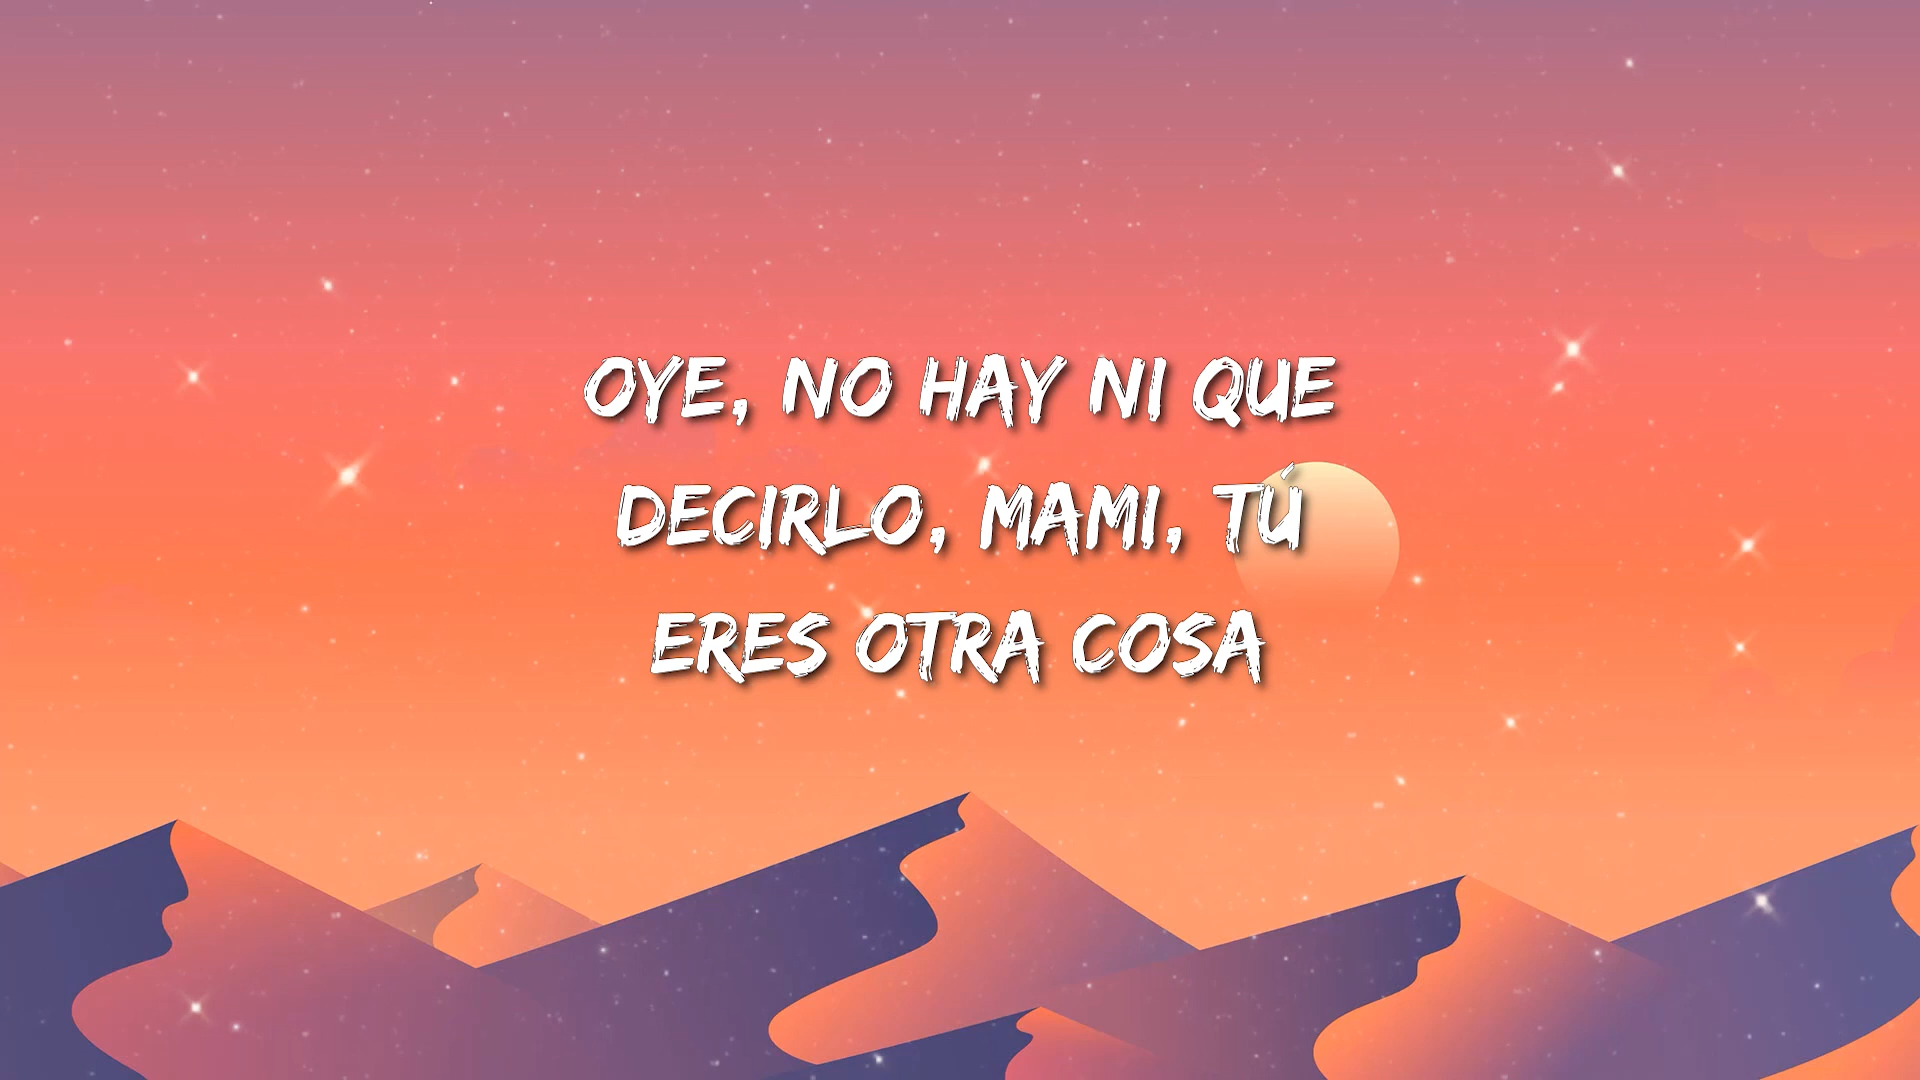 OYE, NO HAY NI QUE
DECIRLO, MAMI, TÚ
ERES OTRA COSA